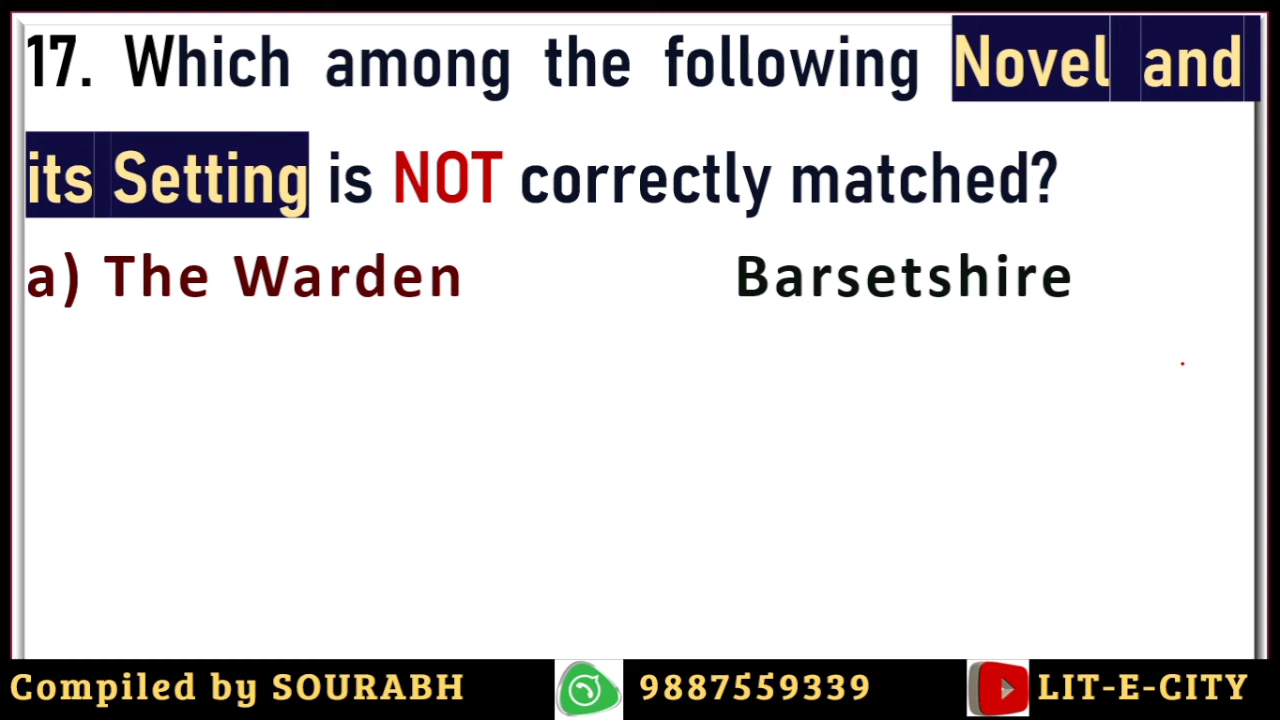 17. Which among the following Novel and
its Setting is NOT correctly matched?
a) The Warden Barsetshire
Compiled by SOURABH 9887559339 LIT-E-CITY